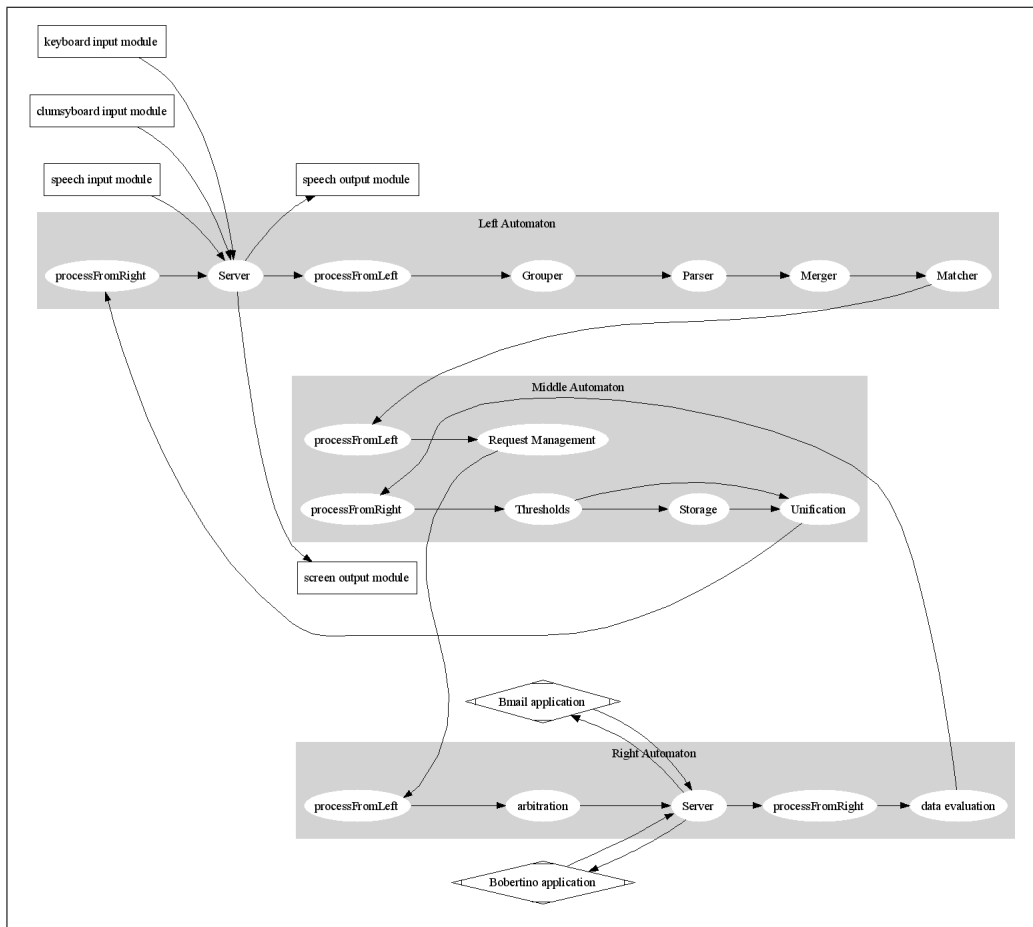 keyboard input module
clumsyboard input module
speech input module
speech output module
Left Automaton
processFromRight
Server
processFromLeft
Grouper
Parser
Merger
Matcher
Middle Automaton
processFromLeft
Request Management
processFromRight
Thresholds
Storage
Unification
screen output module
Bmail application
Right Automaton
processFromLeft
arbitration
Server
processFromRight
data evaluation
Bobertino application